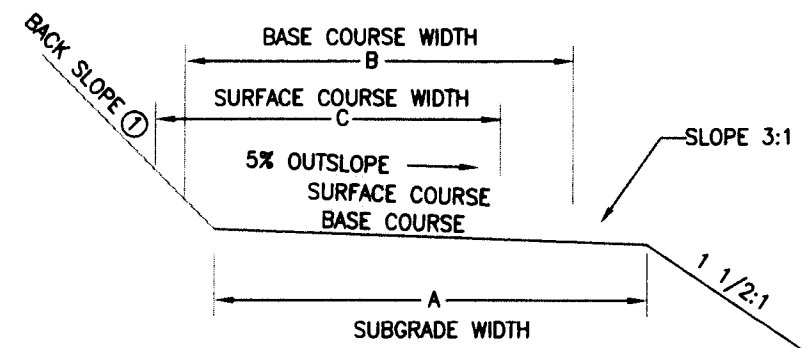 BACK SLOPE ①
BASE COURSE WIDTH
B
SURFACE COURSE WIDTH
C
5% OUTSLOPE
SURFACE COURSE
BASE COURSE
SLOPE 3:1
1 1/2:1
A
SUBGRADE WIDTH